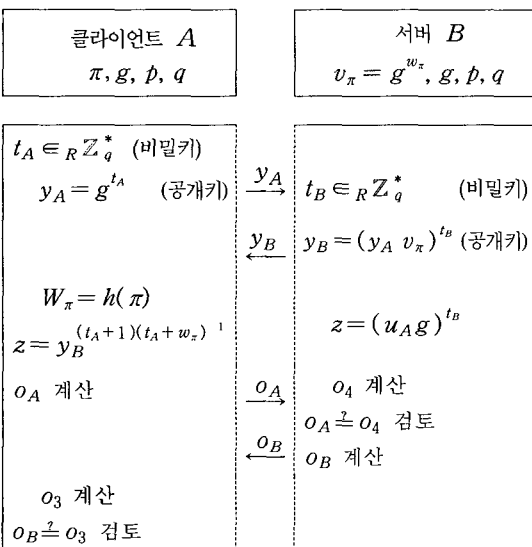 클라이언트 A
π, g, p, q
서버 B
v_π = g^{w_π}, g, p, q
t_A ∈_R ℤ_q^* (비밀키)
y_A = g^{t_A} (공개키)
y_A
t_B ∈_R ℤ_q^* (비밀키)
y_B
y_B = (y_A v_π)^{t_B} (공개키)
W_π = h(π)
z = y_B^{(t_A+1)(t_A+w_π)^1}
z = (u_A g)^{t_B}
o_A 계산
o_A
o_4 계산
o_A ≟ o_4 검토
o_B
o_B 계산
o_3 계산
o_B ≟ o_3 검토